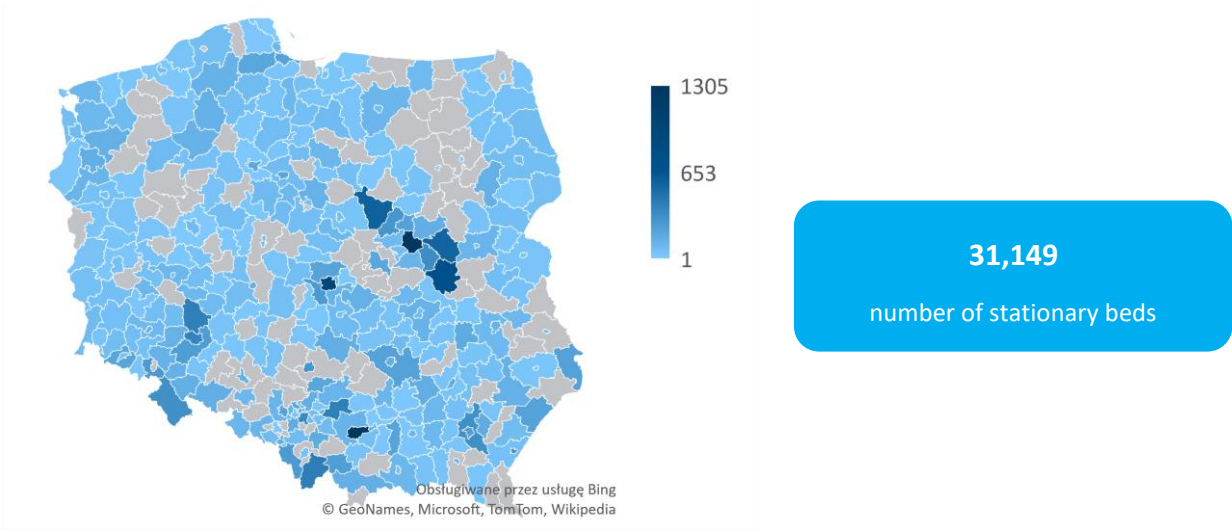 1305
653
1
31,149
number of stationary beds
Obsługiwane przez usługę Bing
© GeoNames, Microsoft, TomTom, Wikipedia